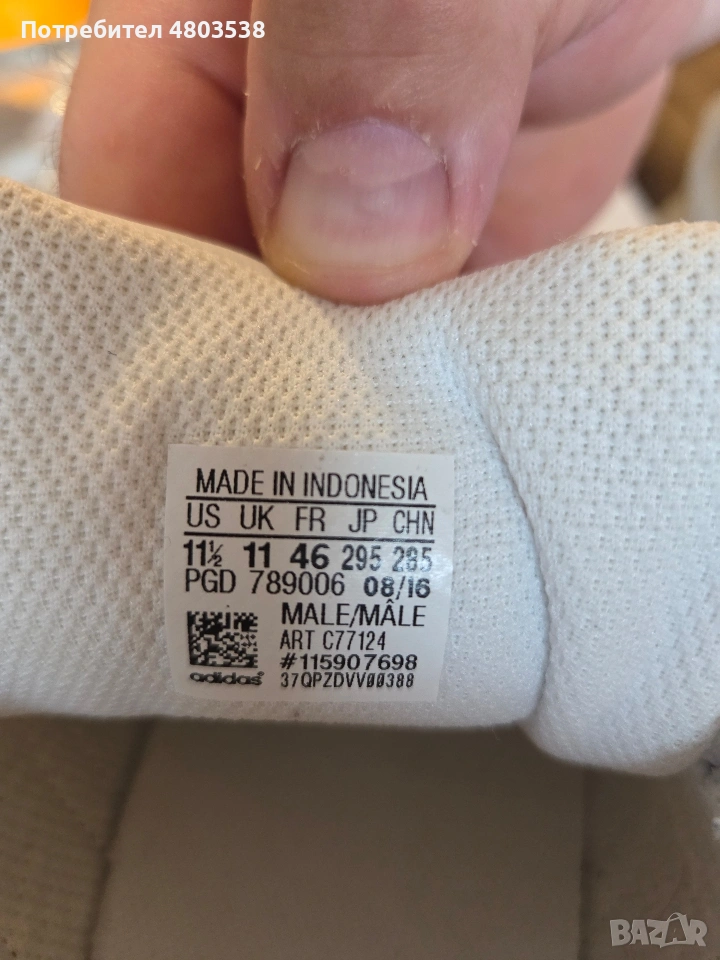 Потребител 4803538
MADE IN INDONESIA
US UK FR JP CHN
11½ 11 46 295 285
PGD 789006 08/16
MALE/MÂLE
ART C77124
#115907698
adidas 37QPZDVV00388
BAZAR